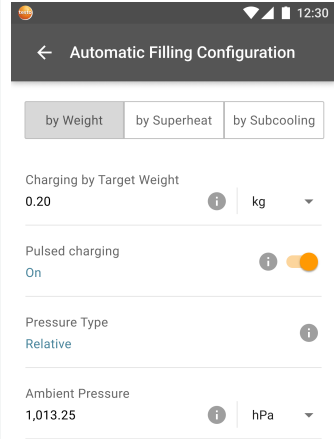 12:30
Automatic Filling Configuration
by Weight by Superheat by Subcooling
Charging by Target Weight
0.20 kg
Pulsed charging
On
Pressure Type
Relative
Ambient Pressure
1,013.25 hPa